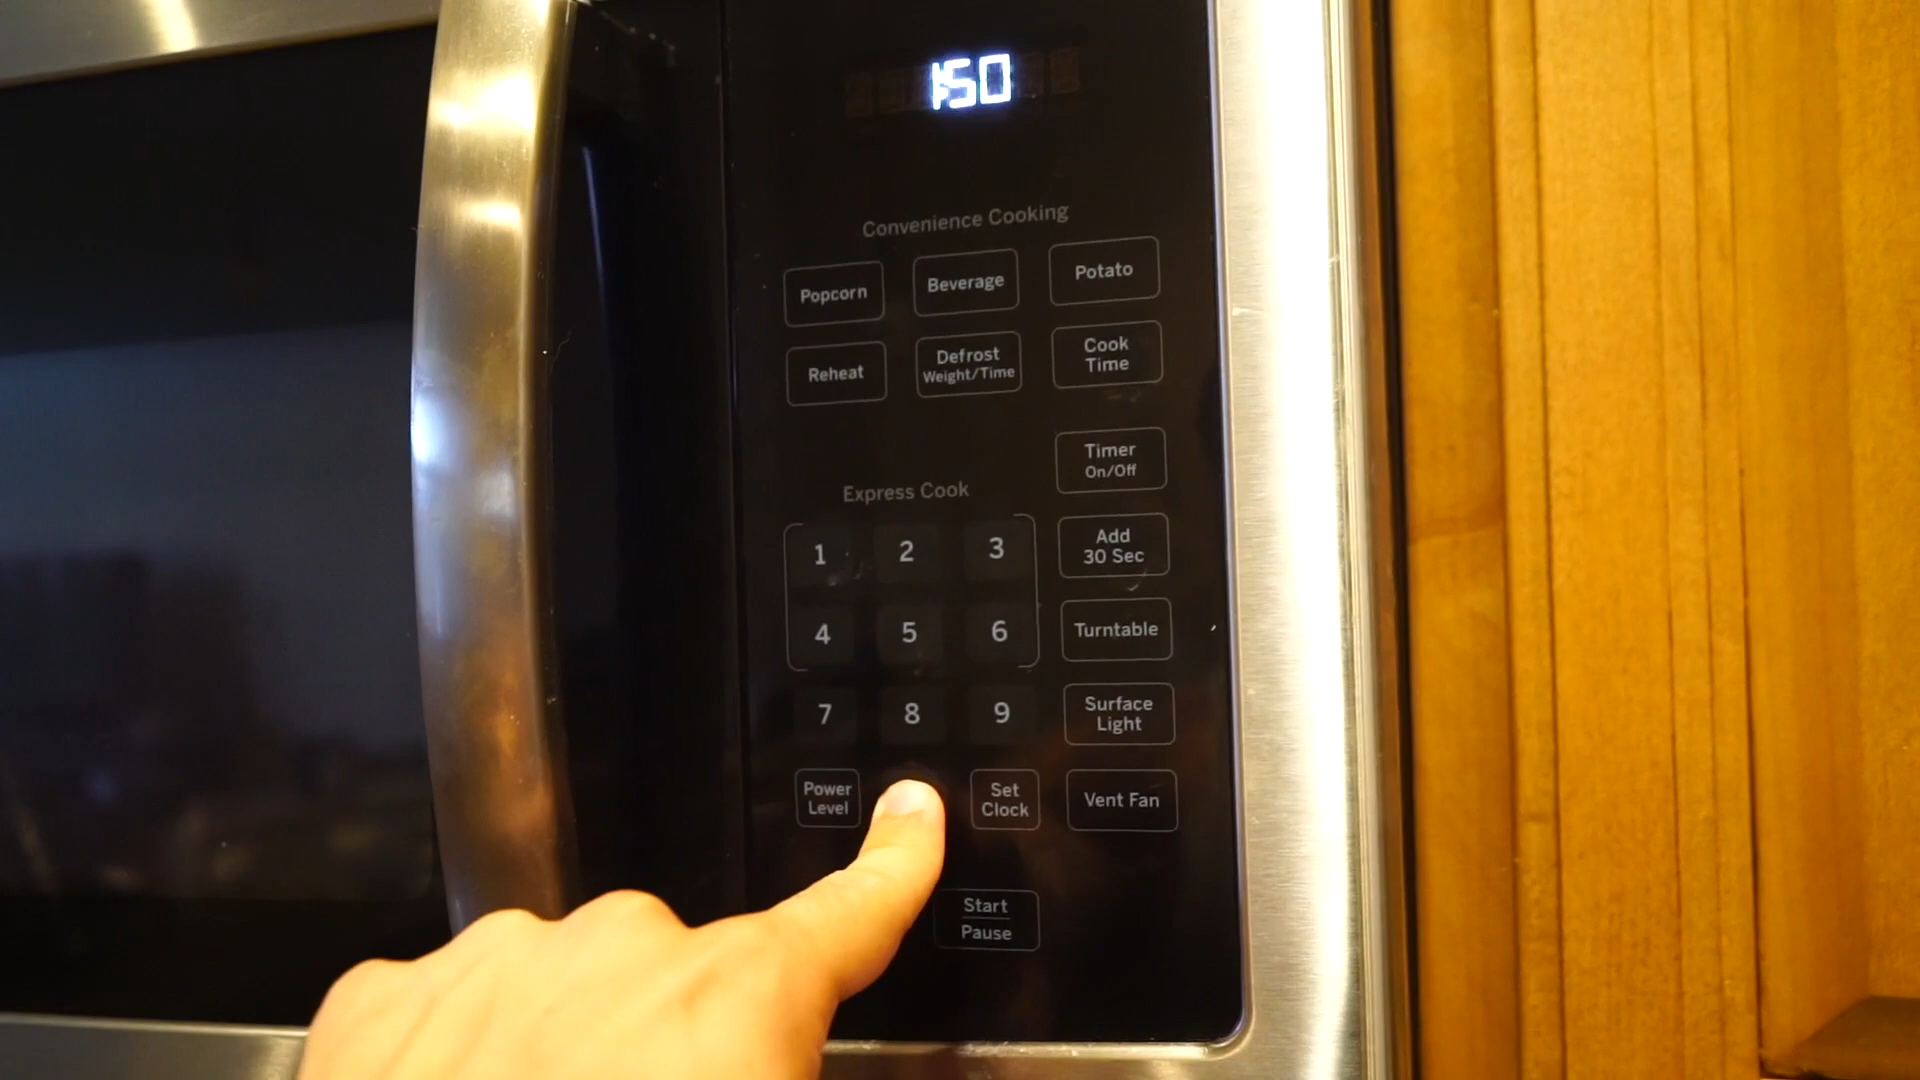 1:50
Convenience Cooking
Popcorn
Beverage
Potato
Reheat
Defrost
Weight/Time
Cook
Time
Timer
On/Off
Express Cook
1
2
3
Add
30 Sec
4
5
6
Turntable
7
8
9
Surface
Light
Power
Level
Set
Clock
Vent Fan
Start
Pause